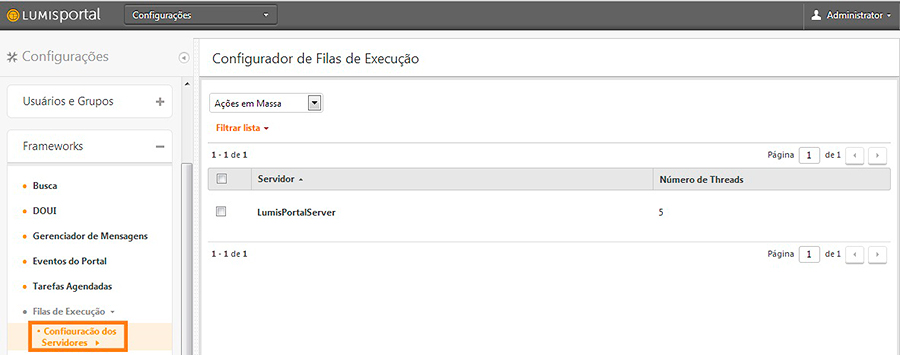 LUMISportal
Configurações
Administrator
Configurações
Usuários e Grupos
Frameworks
Busca
DOUI
Gerenciador de Mensagens
Eventos do Portal
Tarefas Agendadas
Filas de Execução
Configuração dos
Servidores
Configurador de Filas de Execução
Ações em Massa
Filtrar lista
1 - 1 de 1 Página 1 de 1
Servidor Número de Threads
LumisPortalServer 5
1 - 1 de 1 Página 1 de 1